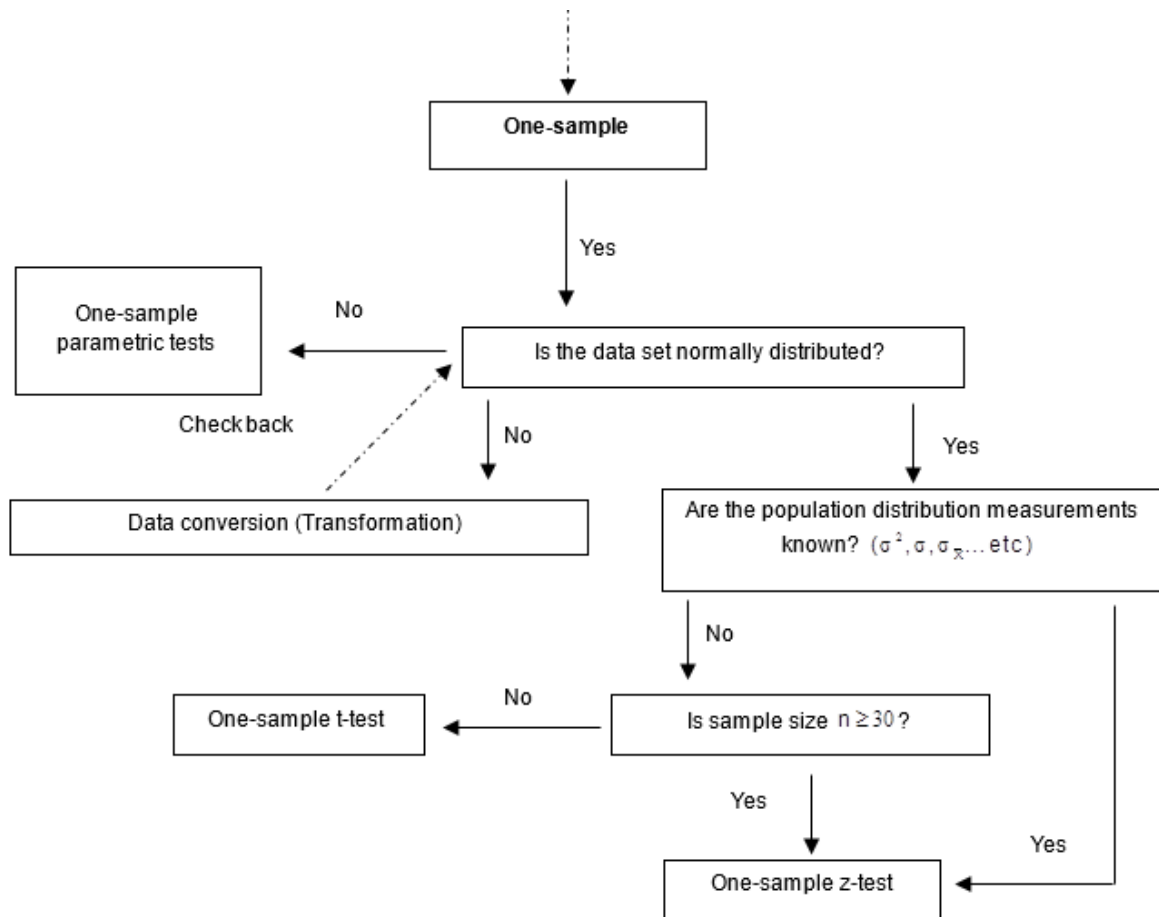 One-sample
Yes
No
One-sample
parametric tests
Is the data set normally distributed?
Check back
No
Yes
Data conversion (Transformation)
Are the population distribution measurements
known? (σ², σ, σx̄... etc)
No
No
One-sample t-test
Is sample size n ≥ 30 ?
Yes
Yes
One-sample z-test